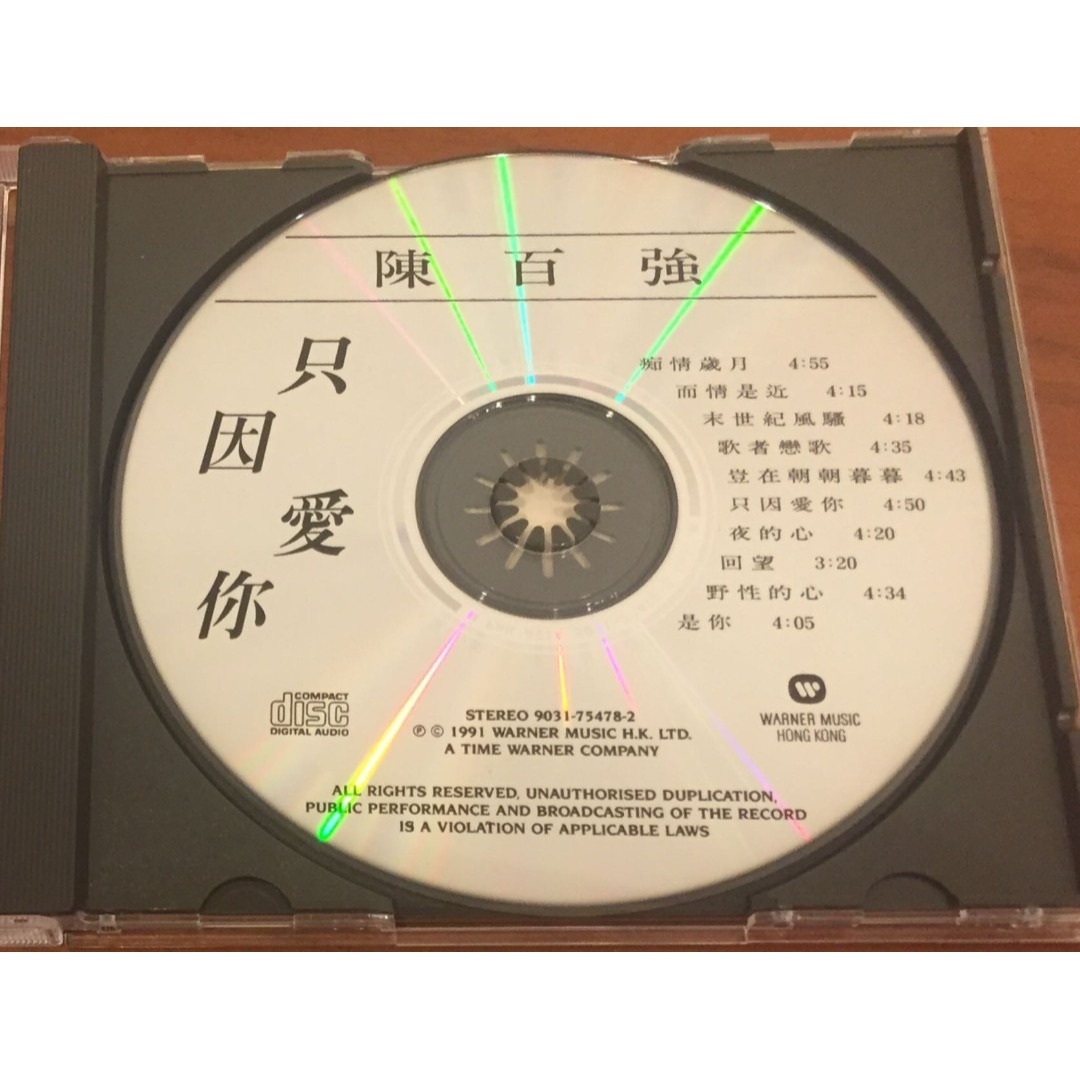 陳百強
只因愛你
痴情歲月 4:55
而情是近 4:15
末世紀風騷 4:18
歌者戀歌 4:35
豈在朝朝暮暮 4:43
只因愛你 4:50
夜的心 4:20
回望 3:20
野性的心 4:34
是你 4:05
COMPACT
disc
DIGITAL AUDIO
STEREO 9031-75478-2
℗ © 1991 WARNER MUSIC H.K. LTD.
A TIME WARNER COMPANY
WARNER MUSIC
HONG KONG
ALL RIGHTS RESERVED, UNAUTHORISED DUPLICATION,
PUBLIC PERFORMANCE AND BROADCASTING OF THE RECORD
IS A VIOLATION OF APPLICABLE LAWS